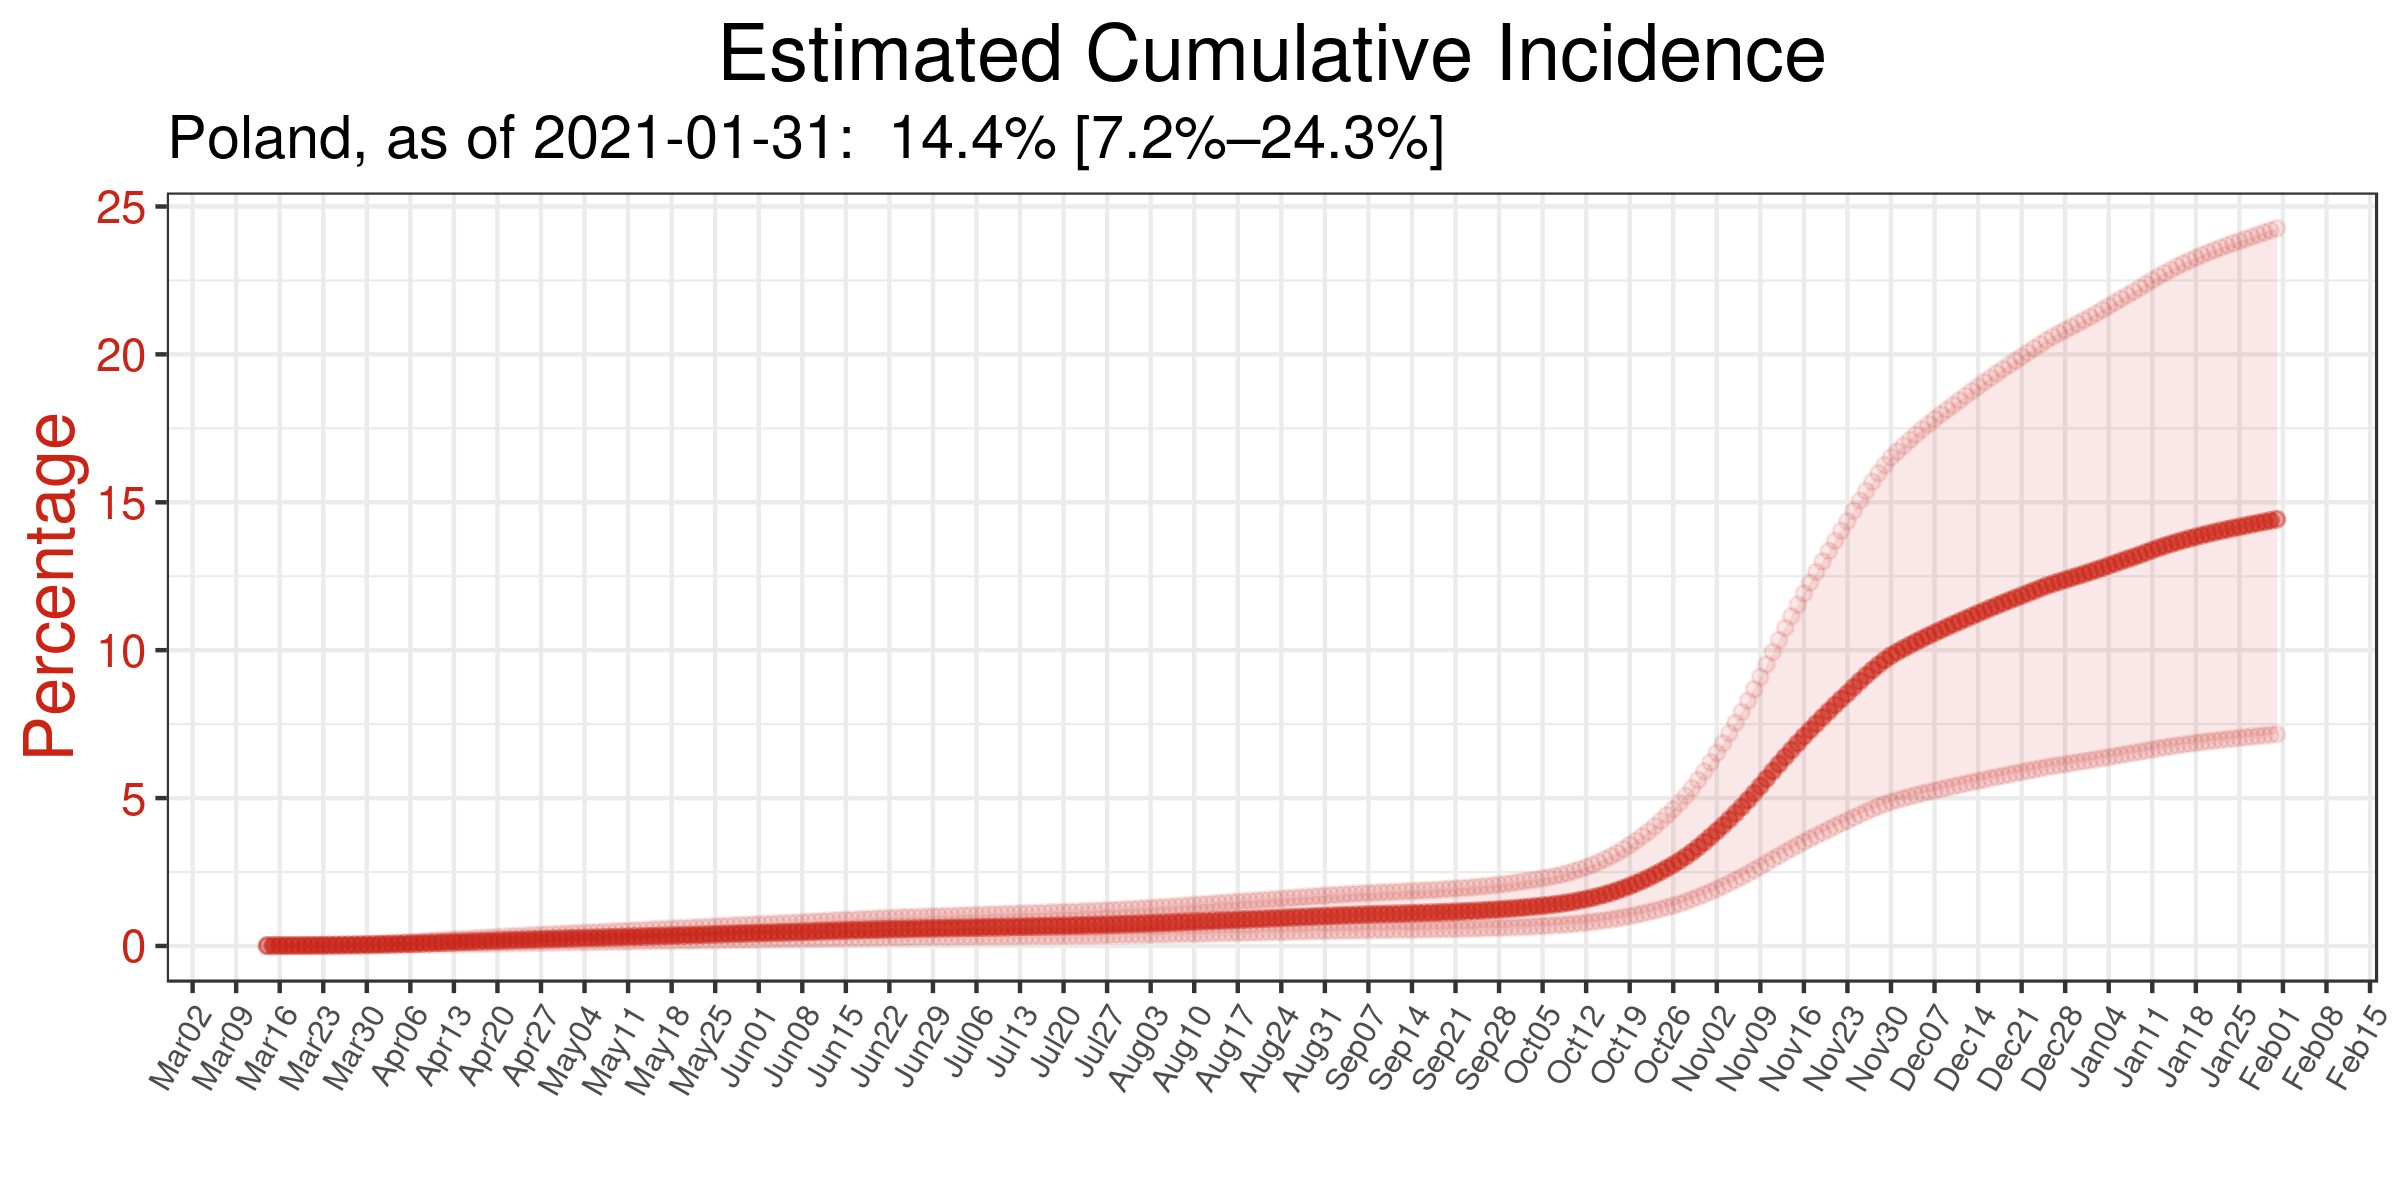 Estimated Cumulative Incidence
Poland, as of 2021-01-31:  14.4% [7.2%–24.3%]
Percentage
25
20
15
10
5
0
Mar02
Mar09
Mar16
Mar23
Mar30
Apr06
Apr13
Apr20
Apr27
May04
May11
May18
May25
Jun01
Jun08
Jun15
Jun22
Jun29
Jul06
Jul13
Jul20
Jul27
Aug03
Aug10
Aug17
Aug24
Aug31
Sep07
Sep14
Sep21
Sep28
Oct05
Oct12
Oct19
Oct26
Nov02
Nov09
Nov16
Nov23
Nov30
Dec07
Dec14
Dec21
Dec28
Jan04
Jan11
Jan18
Jan25
Feb01
Feb08
Feb15